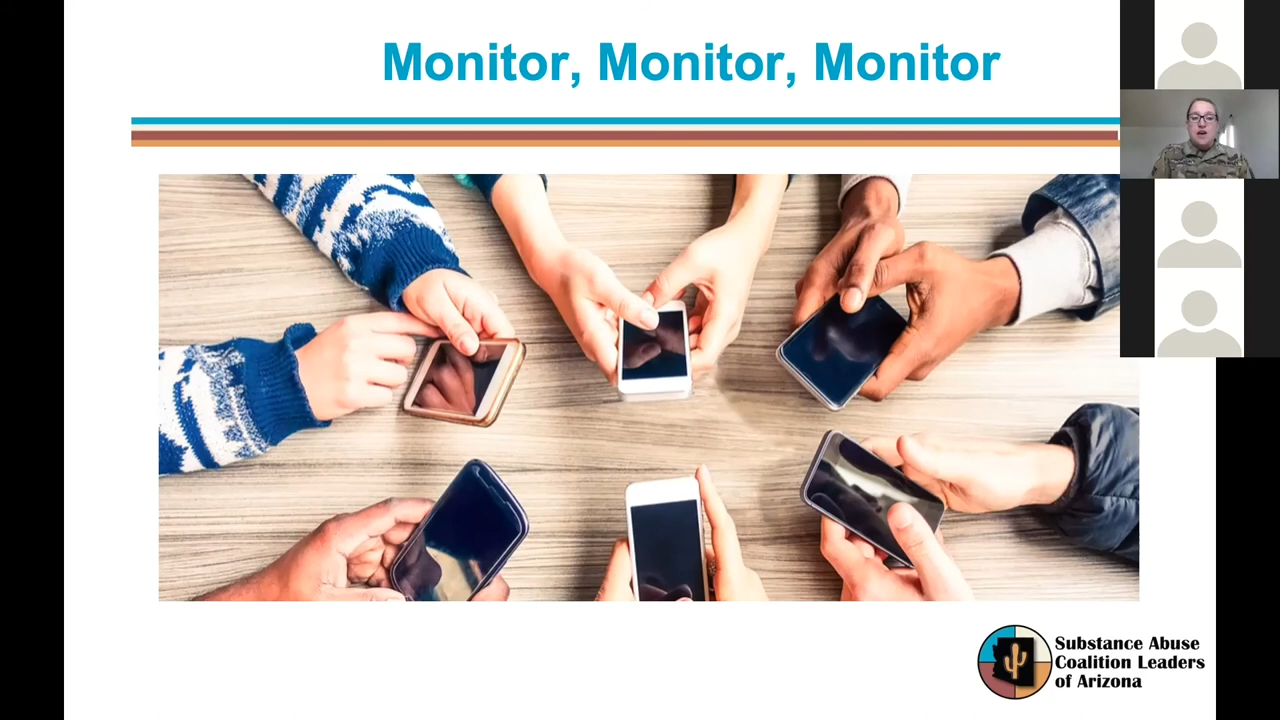 Monitor, Monitor, Monitor
Substance Abuse
Coalition Leaders
of Arizona